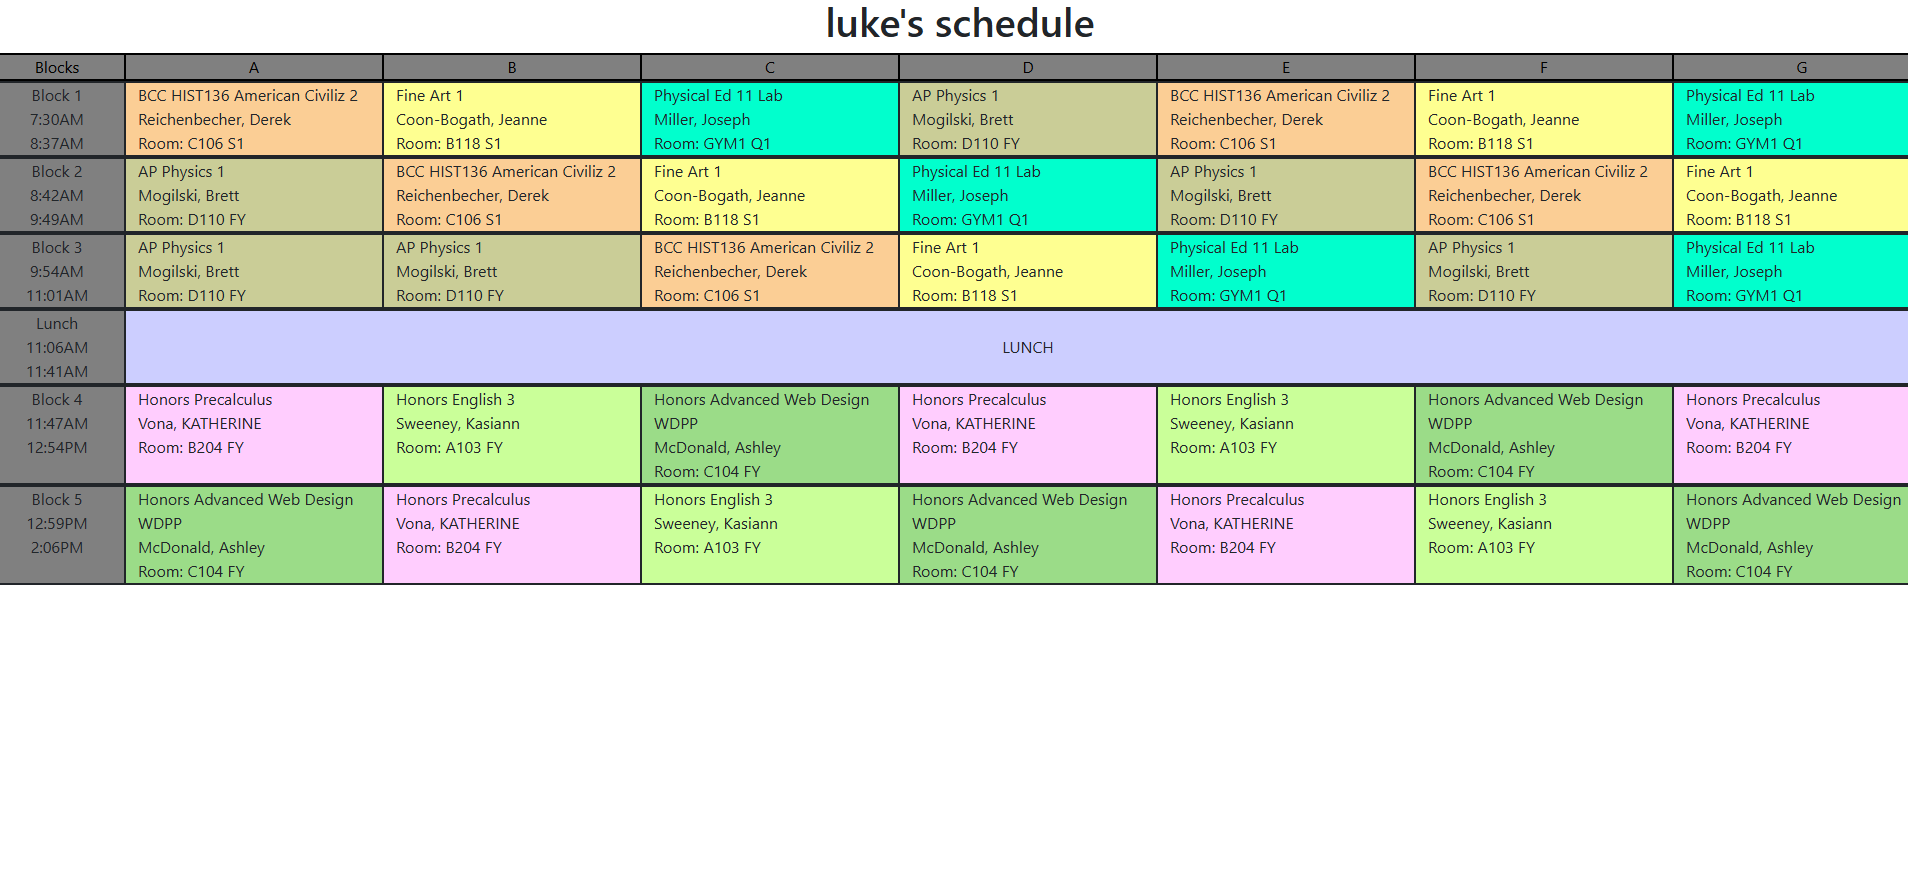 luke's schedule
Blocks A B C D E F G
Block 1 BCC HIST136 American Civiliz 2 Fine Art 1 Physical Ed 11 Lab AP Physics 1 BCC HIST136 American Civiliz 2 Fine Art 1 Physical Ed 11 Lab
7:30AM Reichenbecher, Derek Coon-Bogath, Jeanne Miller, Joseph Mogilski, Brett Reichenbecher, Derek Coon-Bogath, Jeanne Miller, Joseph
8:37AM Room: C106 S1 Room: B118 S1 Room: GYM1 Q1 Room: D110 FY Room: C106 S1 Room: B118 S1 Room: GYM1 Q1
Block 2 AP Physics 1 BCC HIST136 American Civiliz 2 Fine Art 1 Physical Ed 11 Lab AP Physics 1 BCC HIST136 American Civiliz 2 Fine Art 1
8:42AM Mogilski, Brett Reichenbecher, Derek Coon-Bogath, Jeanne Miller, Joseph Mogilski, Brett Reichenbecher, Derek Coon-Bogath, Jeanne
9:49AM Room: D110 FY Room: C106 S1 Room: B118 S1 Room: GYM1 Q1 Room: D110 FY Room: C106 S1 Room: B118 S1
Block 3 AP Physics 1 AP Physics 1 BCC HIST136 American Civiliz 2 Fine Art 1 Physical Ed 11 Lab AP Physics 1 Physical Ed 11 Lab
9:54AM Mogilski, Brett Mogilski, Brett Reichenbecher, Derek Coon-Bogath, Jeanne Miller, Joseph Mogilski, Brett Miller, Joseph
11:01AM Room: D110 FY Room: D110 FY Room: C106 S1 Room: B118 S1 Room: GYM1 Q1 Room: D110 FY Room: GYM1 Q1
Lunch
11:06AM LUNCH
11:41AM
Block 4 Honors Precalculus Honors English 3 Honors Advanced Web Design Honors Precalculus Honors English 3 Honors Advanced Web Design Honors Precalculus
11:47AM Vona, KATHERINE Sweeney, Kasiann WDPP Vona, KATHERINE Sweeney, Kasiann WDPP Vona, KATHERINE
12:54PM Room: B204 FY Room: A103 FY McDonald, Ashley Room: B204 FY Room: A103 FY McDonald, Ashley Room: B204 FY
Room: C104 FY Room: C104 FY
Block 5 Honors Advanced Web Design Honors Precalculus Honors English 3 Honors Advanced Web Design Honors Precalculus Honors English 3 Honors Advanced Web Design
12:59PM WDPP Vona, KATHERINE Sweeney, Kasiann WDPP Vona, KATHERINE Sweeney, Kasiann WDPP
2:06PM McDonald, Ashley Room: B204 FY Room: A103 FY McDonald, Ashley Room: B204 FY Room: A103 FY McDonald, Ashley
Room: C104 FY Room: C104 FY Room: C104 FY